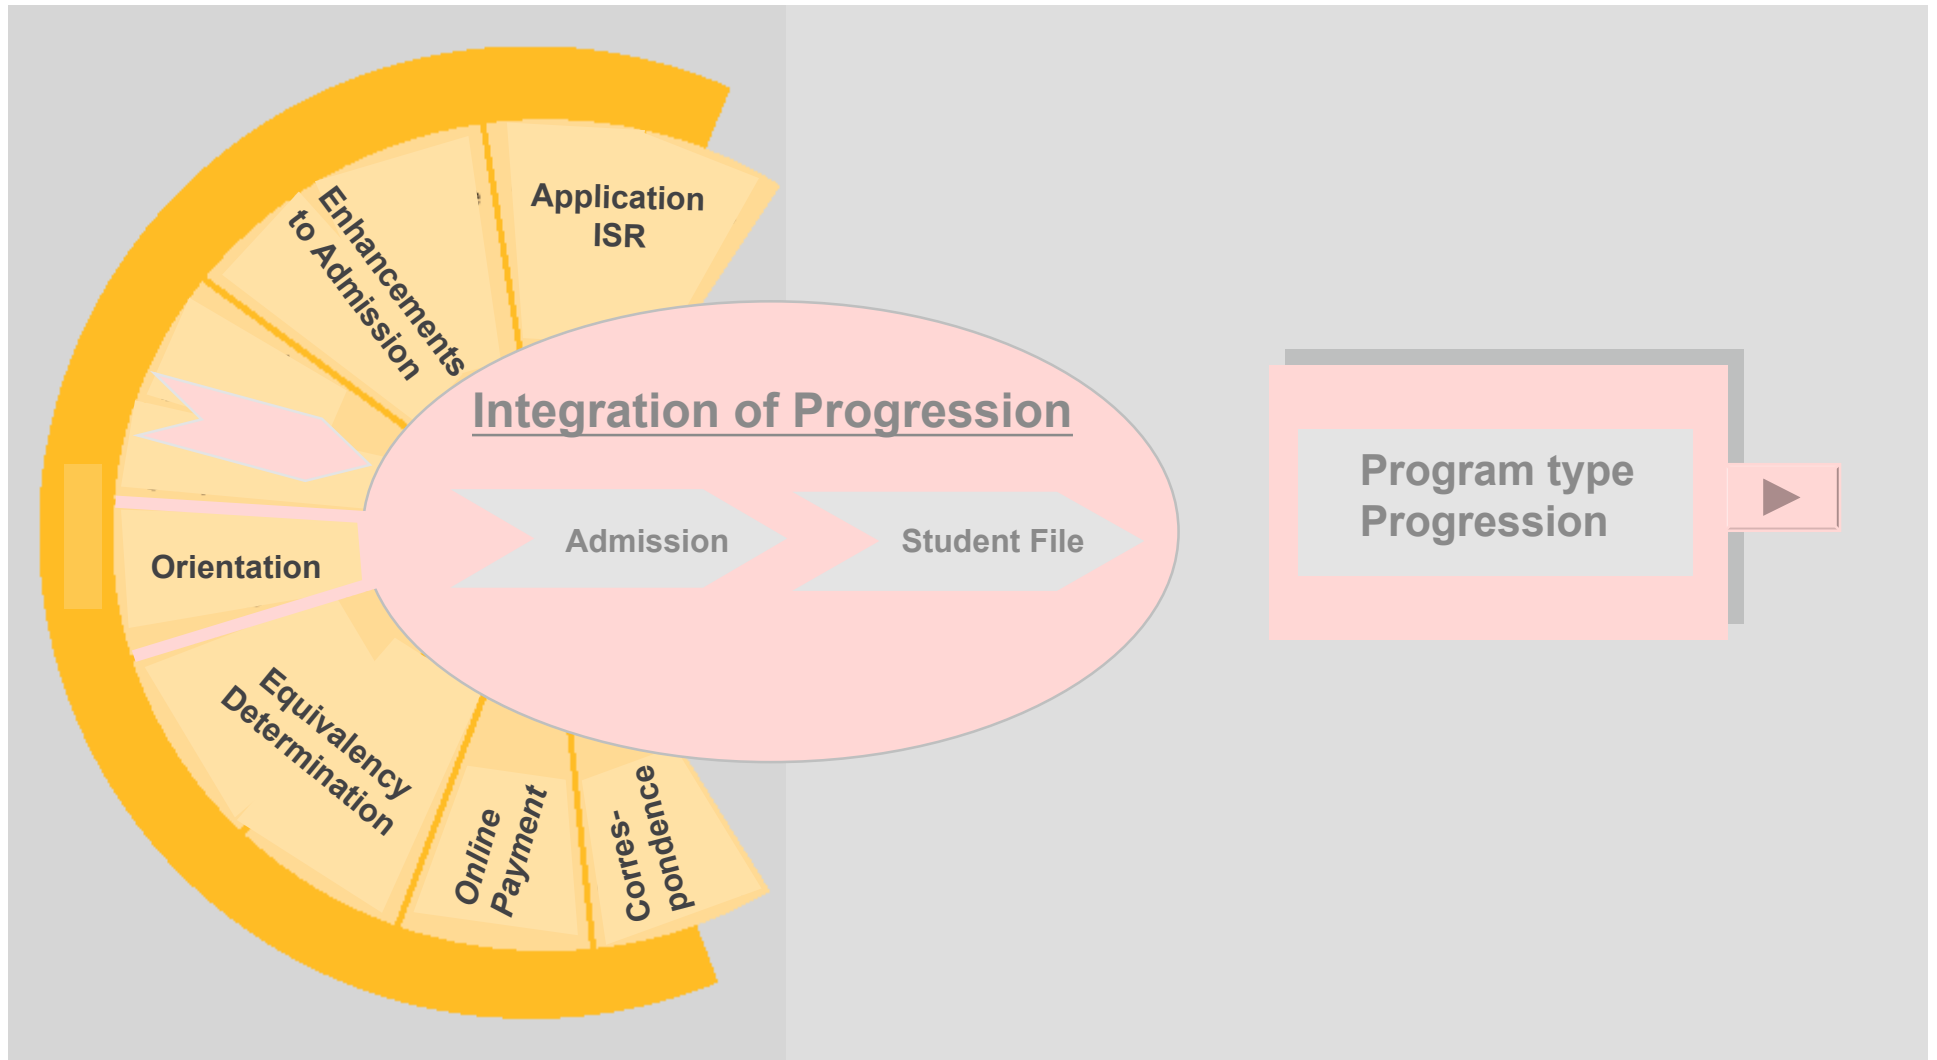 Application
ISR
Enhancements
to Admission
Integration of Progression
Admission
Student File
Program type
Progression
Orientation
Equivalency
Determination
Online
Payment
Corres-
pondence